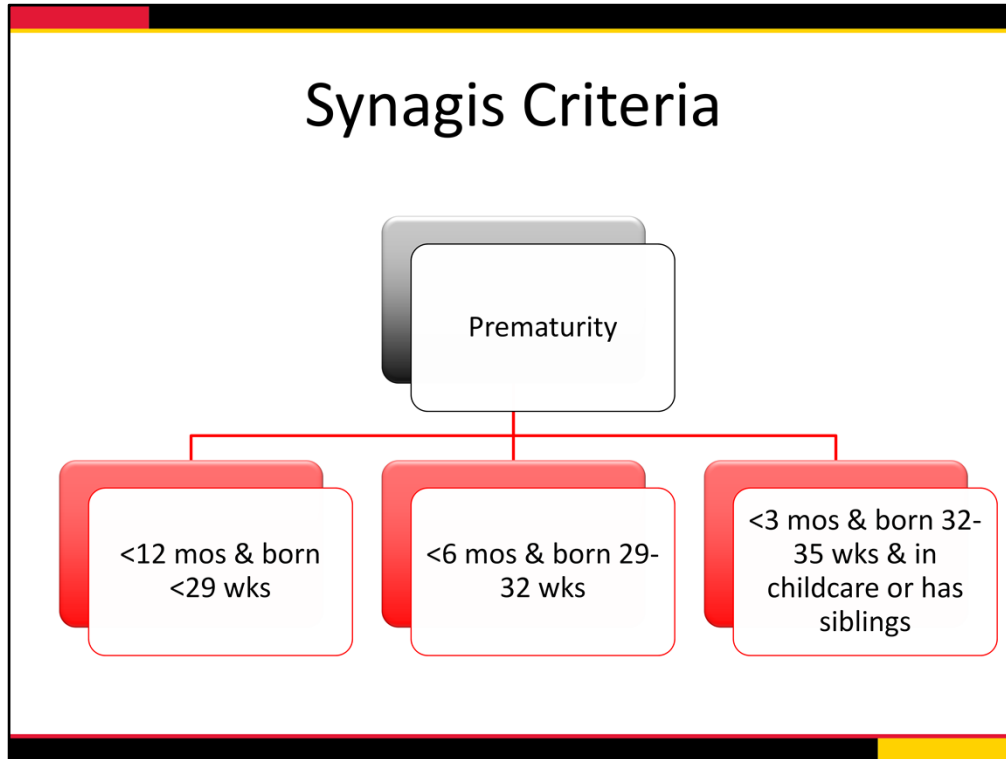 Synagis Criteria
Prematurity
<12 mos & born
<29 wks
<6 mos & born 29-
32 wks
<3 mos & born 32-
35 wks & in
childcare or has
siblings